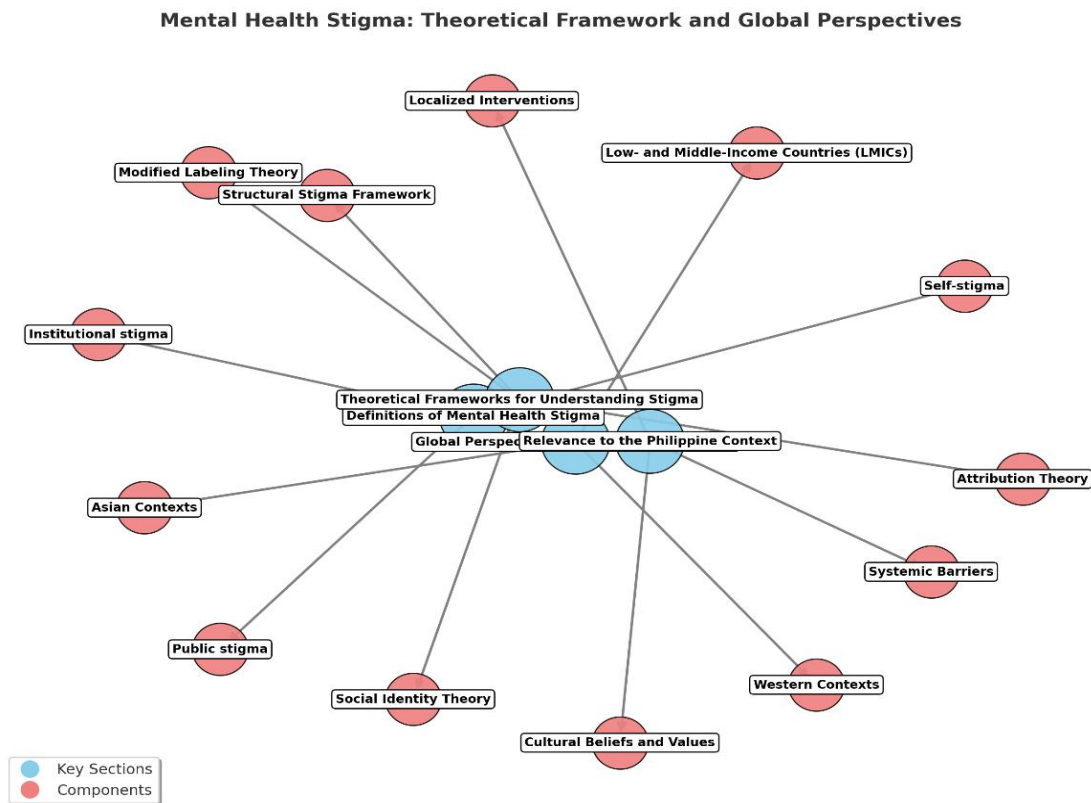 Mental Health Stigma: Theoretical Framework and Global Perspectives
Localized Interventions
Low- and Middle-Income Countries (LMICs)
Modified Labeling Theory
Structural Stigma Framework
Self-stigma
Institutional stigma
Theoretical Frameworks for Understanding Stigma
Definitions of Mental Health Stigma
Global
Relevance to the Philippine Context
Attribution Theory
Asian Contexts
Systemic Barriers
Public stigma
Western Contexts
Social Identity Theory
Cultural Beliefs and Values
Key Sections
Components